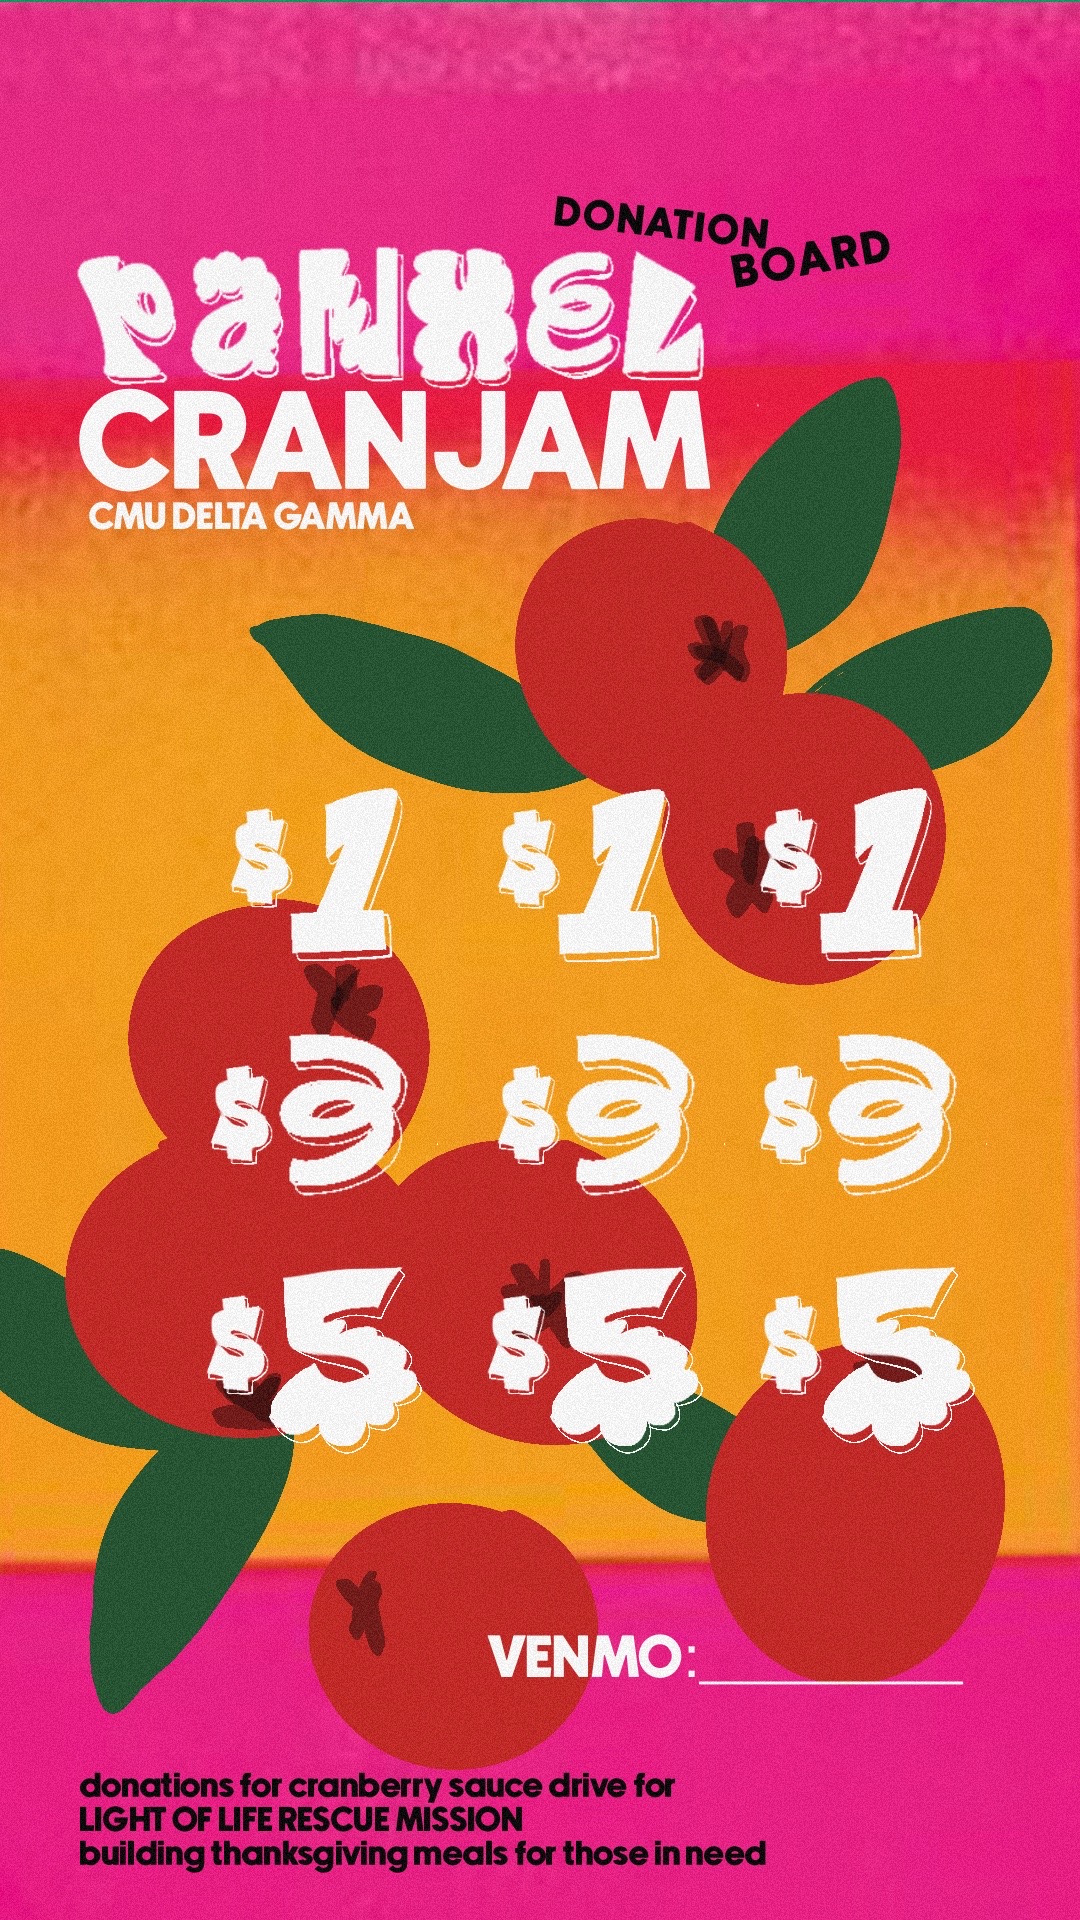 DONATION
BOARD
PaNHEL
CRANJAM
CMU DELTA GAMMA
$1 $1 $1
$3 $3 $3
$5 $5 $5
VENMO:__________
donations for cranberry sauce drive for
LIGHT OF LIFE RESCUE MISSION
building thanksgiving meals for those in need